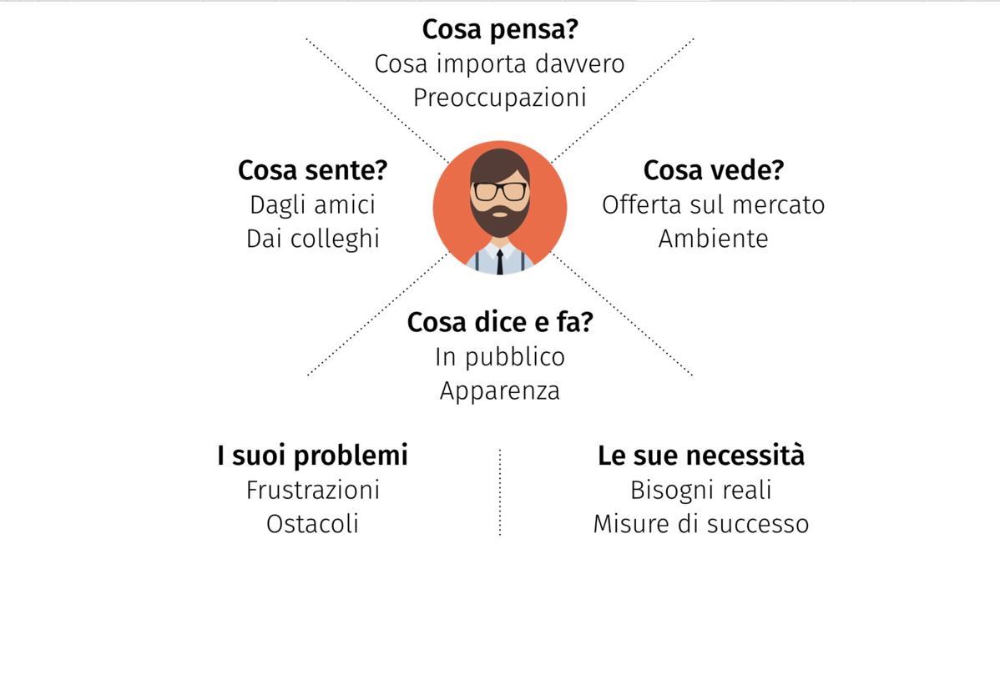 Cosa pensa?
Cosa importa davvero
Preoccupazioni
Cosa sente?
Dagli amici
Dai colleghi
Cosa vede?
Offerta sul mercato
Ambiente
Cosa dice e fa?
In pubblico
Apparenza
I suoi problemi
Frustrazioni
Ostacoli
Le sue necessità
Bisogni reali
Misure di successo